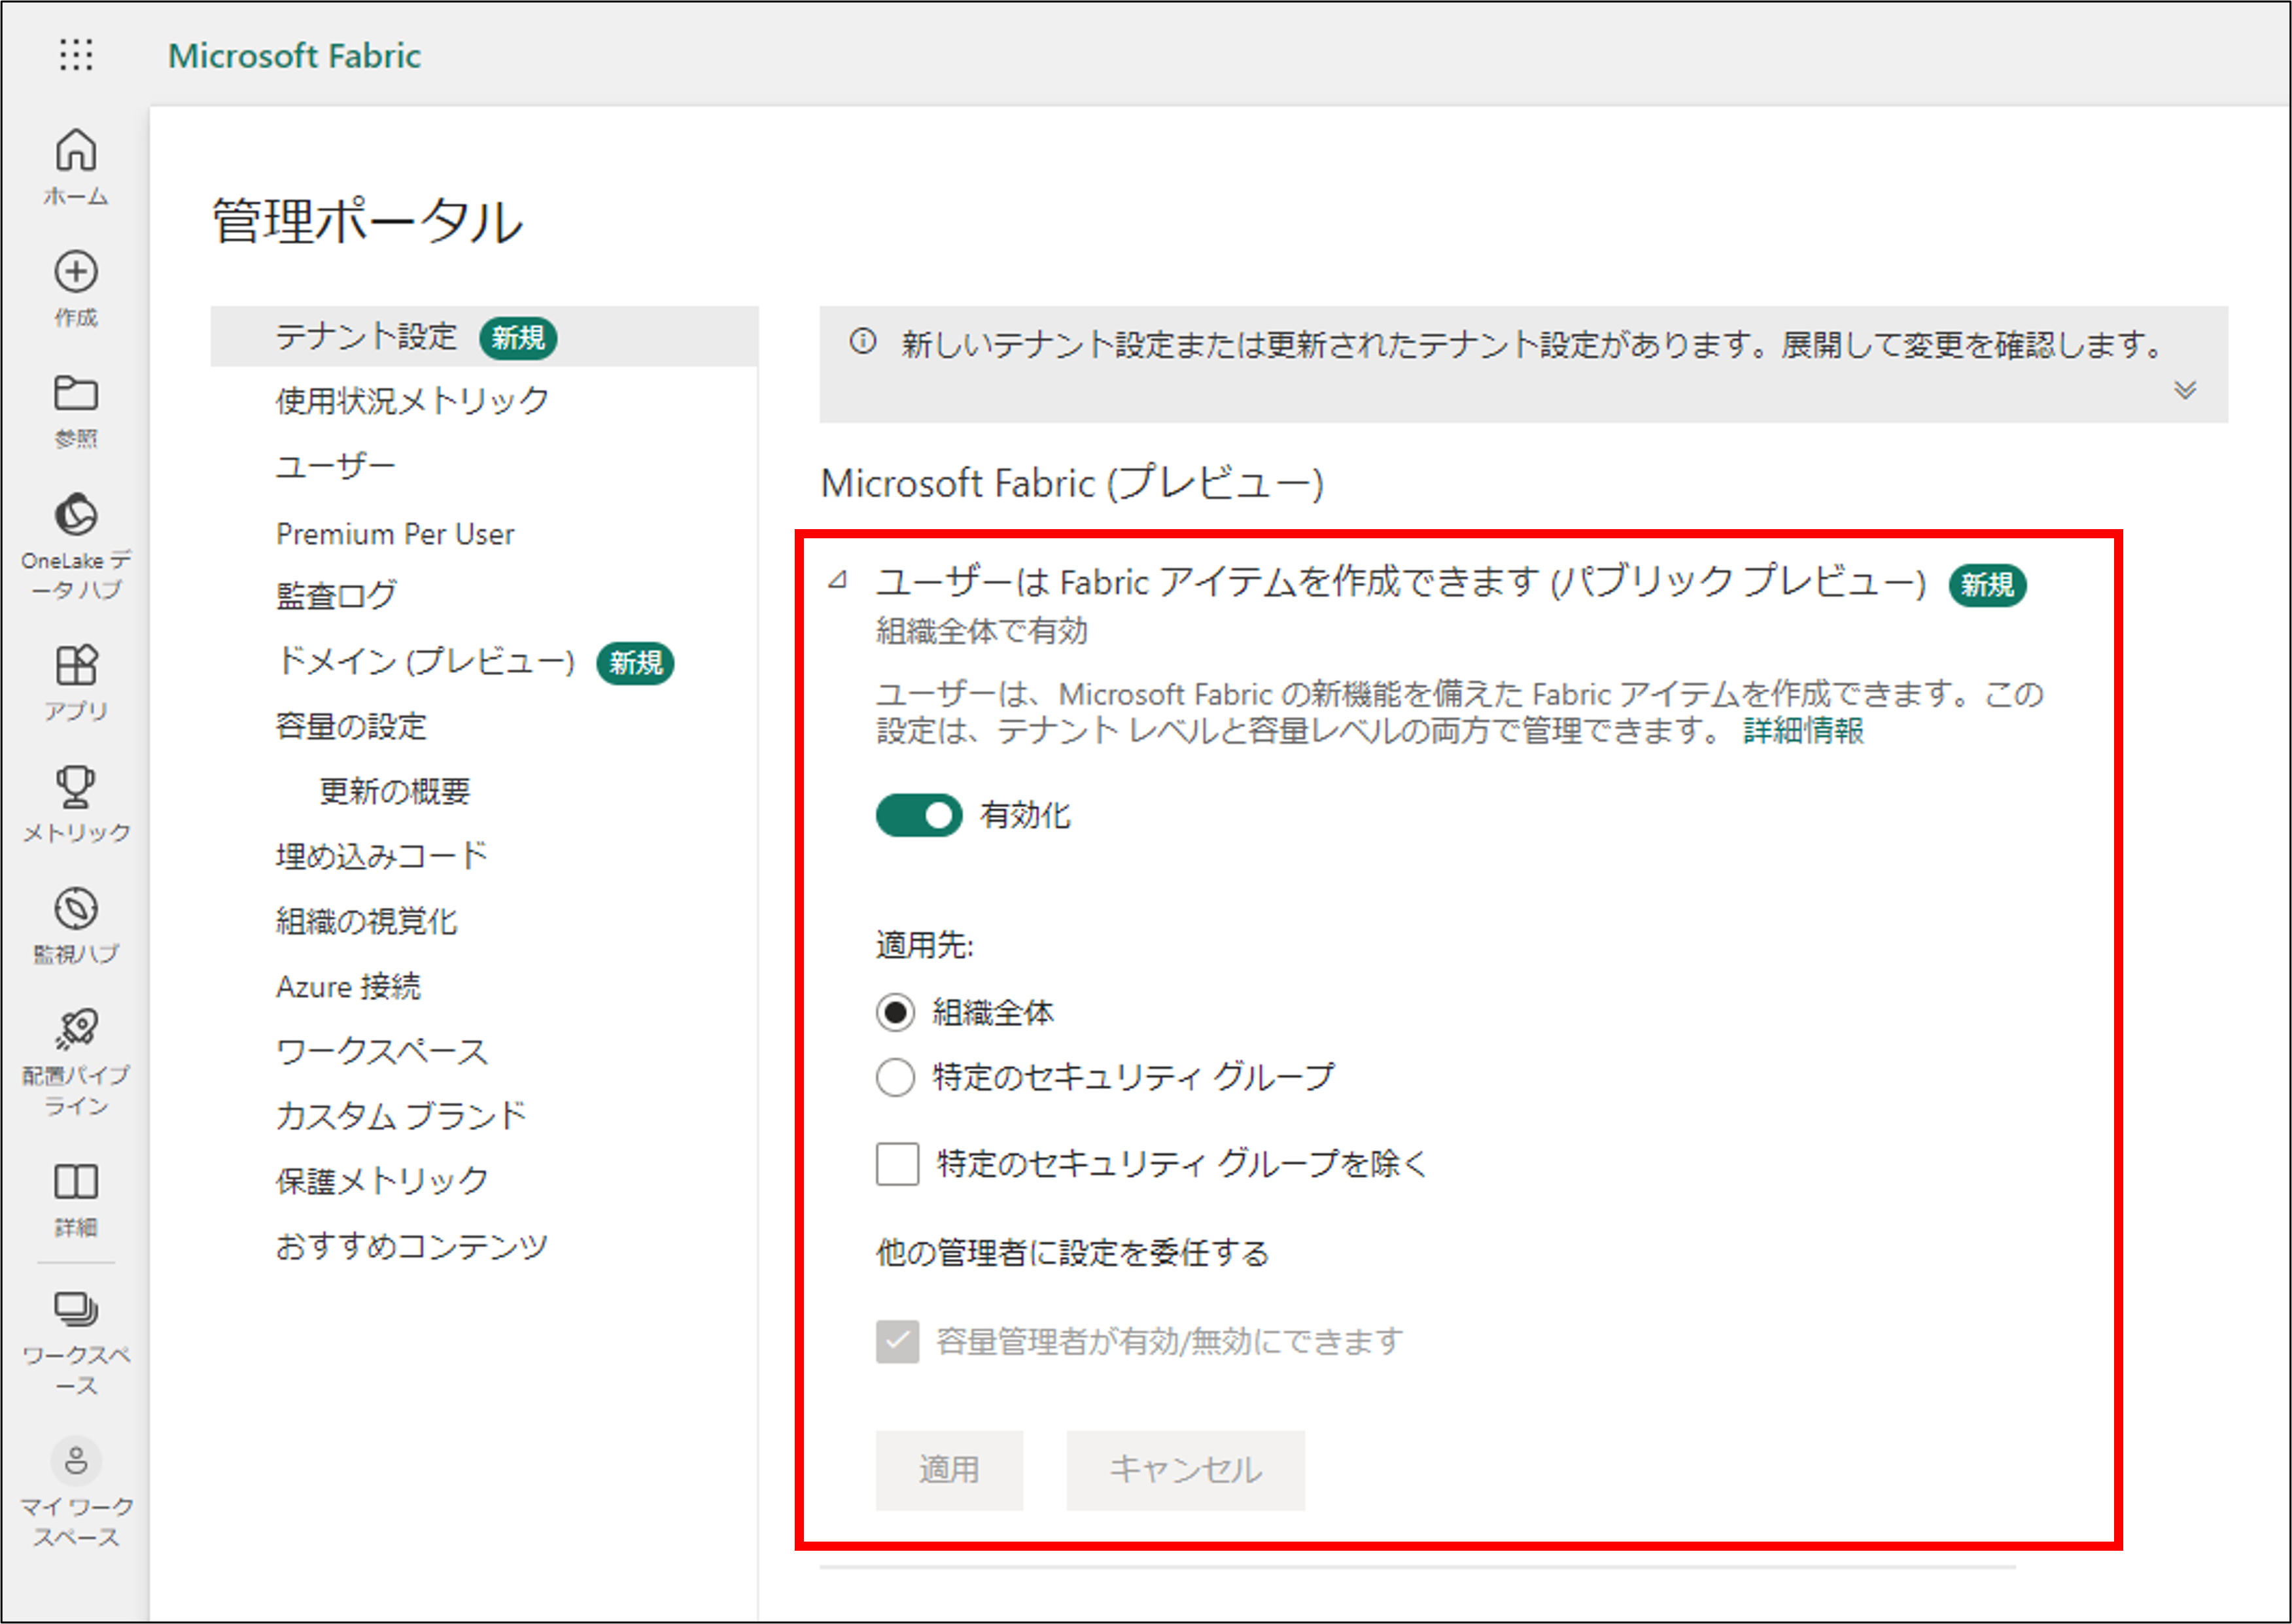 Microsoft Fabric
ホーム
作成
参照
OneLake デ
ータ ハブ
アプリ
メトリック
監視ハブ
配置パイプ
ライン
詳細
ワークスペ
ース
マイ ワーク
スペース
管理ポータル
テナント設定 新規
使用状況メトリック
ユーザー
Premium Per User
監査ログ
ドメイン (プレビュー) 新規
容量の設定
更新の概要
埋め込みコード
組織の視覚化
Azure 接続
ワークスペース
カスタム ブランド
保護メトリック
おすすめコンテンツ
新しいテナント設定または更新されたテナント設定があります。展開して変更を確認します。
Microsoft Fabric (プレビュー)
ユーザーは Fabric アイテムを作成できます (パブリック プレビュー) 新規
組織全体で有効
ユーザーは、Microsoft Fabric の新機能を備えた Fabric アイテムを作成できます。この
設定は、テナント レベルと容量レベルの両方で管理できます。 詳細情報
有効化
適用先:
組織全体
特定のセキュリティ グループ
特定のセキュリティ グループを除く
他の管理者に設定を委任する
容量管理者が有効/無効にできます
適用
キャンセル